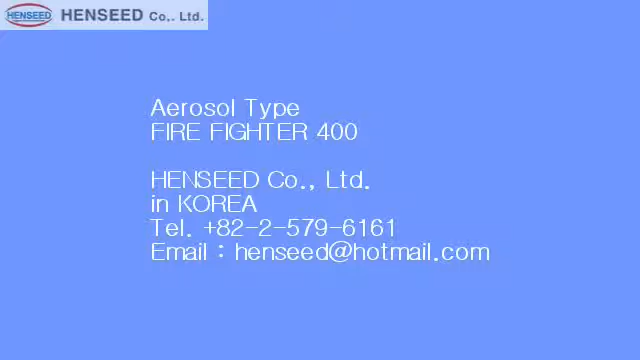 HENSEED HENSEED Co,. Ltd.
Aerosol Type
FIRE FIGHTER 400
HENSEED Co., Ltd.
in KOREA
Tel. +82-2-579-6161
Email : henseed@hotmail.com